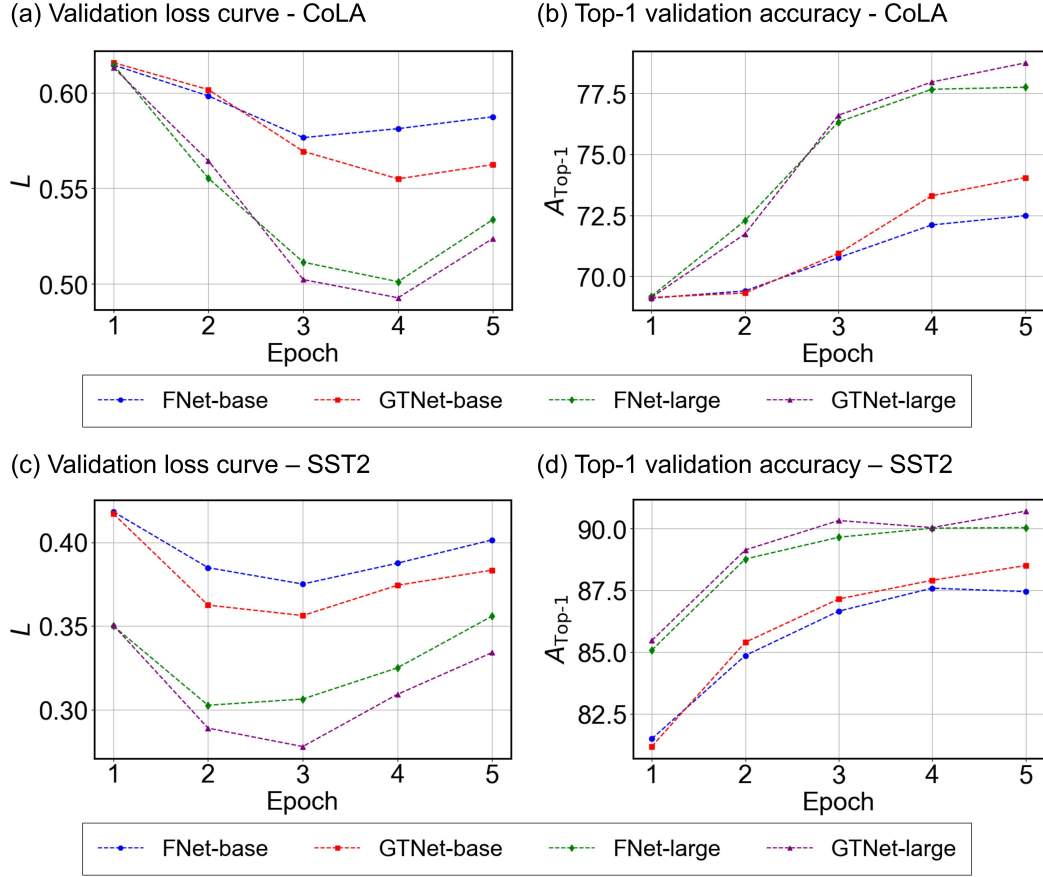 (a) Validation loss curve - CoLA
(b) Top-1 validation accuracy - CoLA
0.60
0.55
0.50
L
1 2 3 4 5
Epoch
77.5
75.0
72.5
70.0
A_Top-1
1 2 3 4 5
Epoch
FNet-base GTNet-base FNet-large GTNet-large
(c) Validation loss curve – SST2
(d) Top-1 validation accuracy – SST2
0.40
0.35
0.30
L
1 2 3 4 5
Epoch
90.0
87.5
85.0
82.5
A_Top-1
1 2 3 4 5
Epoch
FNet-base GTNet-base FNet-large GTNet-large